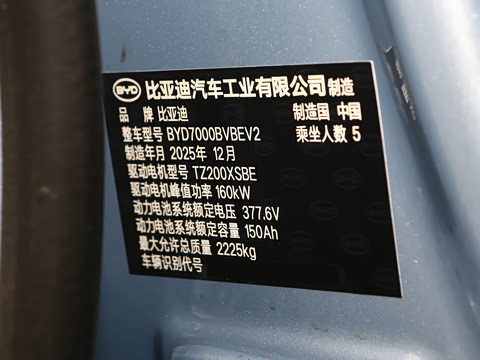 BYD 比亚迪汽车工业有限公司 制造
品 牌 比亚迪 制造国 中国
整车型号 BYD7000BVBEV2 乘坐人数 5
制造年月 2025年 12月
驱动电机型号 TZ200XSBE
驱动电机峰值功率 160kW
动力电池系统额定电压 377.6V
动力电池系统额定容量 150Ah
最大允许总质量 2225kg
车辆识别代号